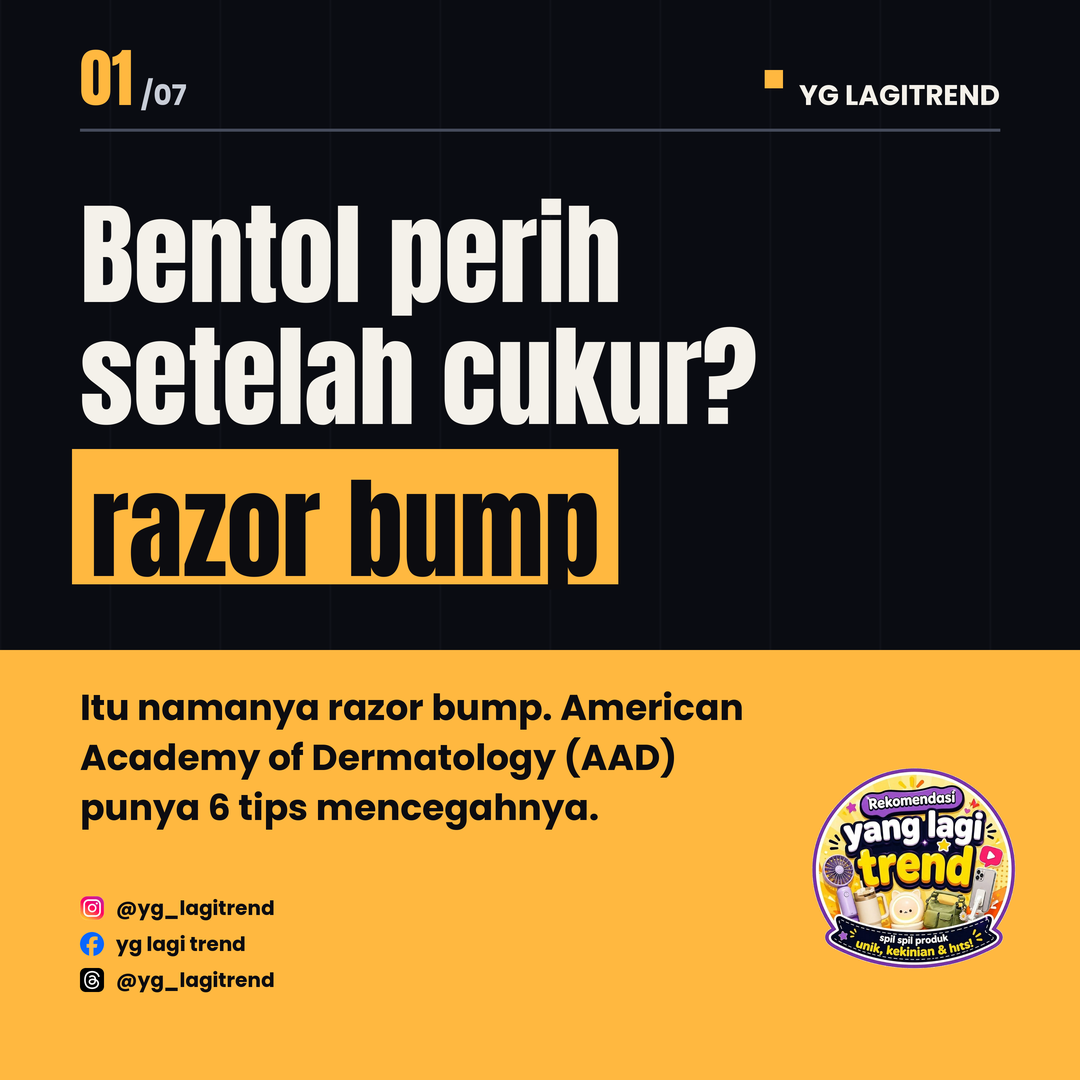 01 /07
YG LAGITREND
Bentol perih
setelah cukur?
razor bump
Itu namanya razor bump. American
Academy of Dermatology (AAD)
punya 6 tips mencegahnya.
@yg_lagitrend
yg lagi trend
@yg_lagitrend
Rekomendasi
yang lagi
trend
spil spil produk
unik, kekinian & hits!